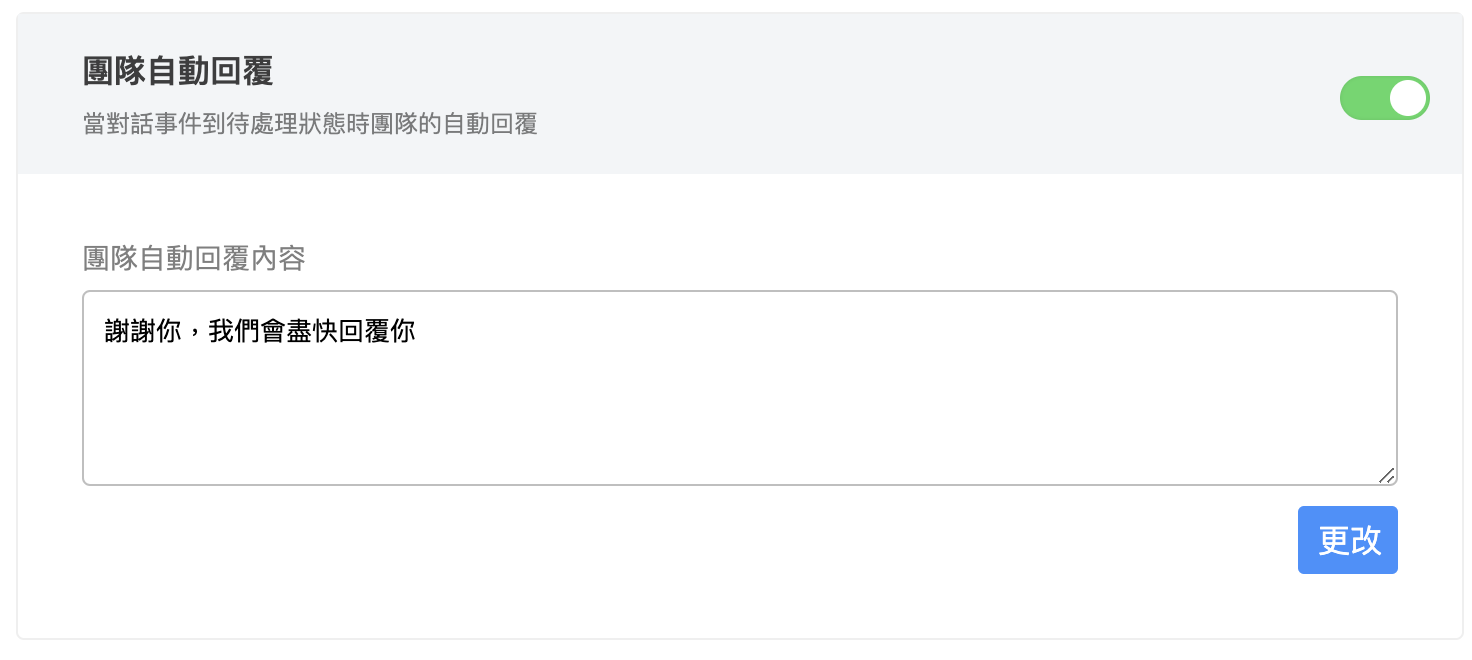 團隊自動回覆
當對話事件到待處理狀態時團隊的自動回覆
團隊自動回覆內容
謝謝你，我們會盡快回覆你
更改